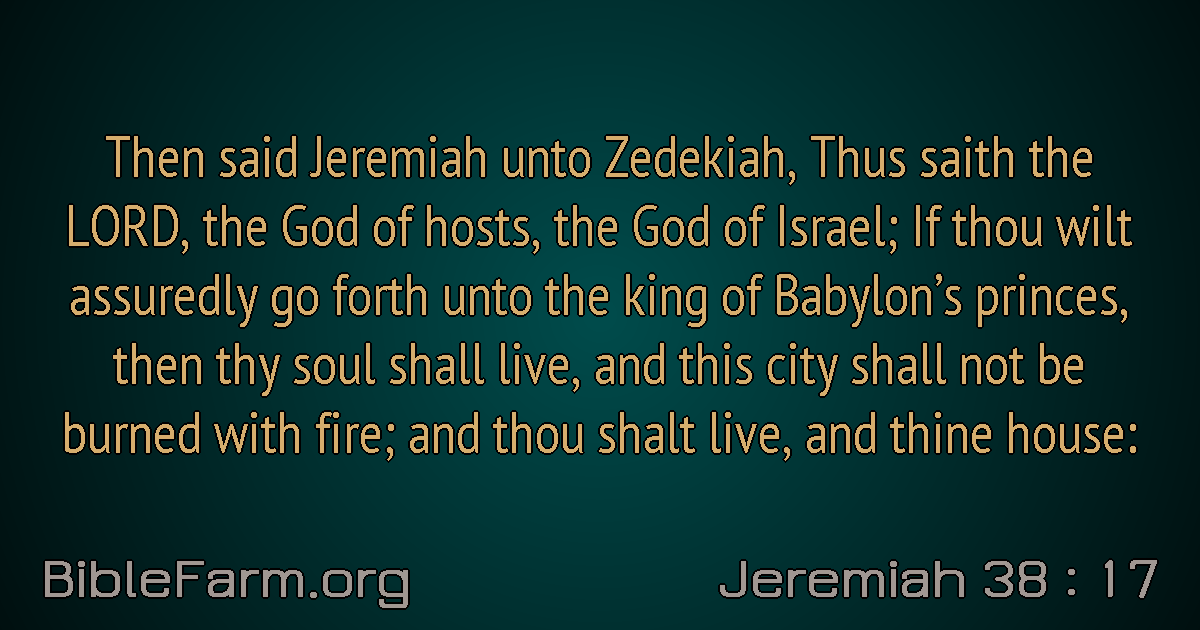 Then said Jeremiah unto Zedekiah, Thus saith the
LORD, the God of hosts, the God of Israel; If thou wilt
assuredly go forth unto the king of Babylon’s princes,
then thy soul shall live, and this city shall not be
burned with fire; and thou shalt live, and thine house:
BibleFarm.org
Jeremiah 38 : 17